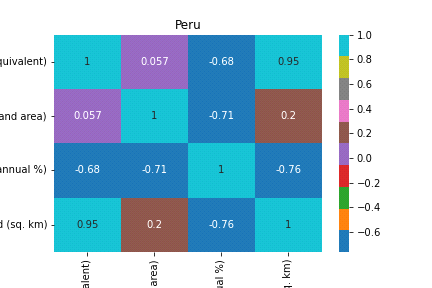 Peru
quivalent) 1 0.057 -0.68 0.95
and area) 0.057 1 -0.71 0.2
annual %) -0.68 -0.71 1 -0.76
d (sq. km) 0.95 0.2 -0.76 1
alent)
area)
ual %)
q. km)
1.0
0.8
0.6
0.4
0.2
0.0
−0.2
−0.4
−0.6